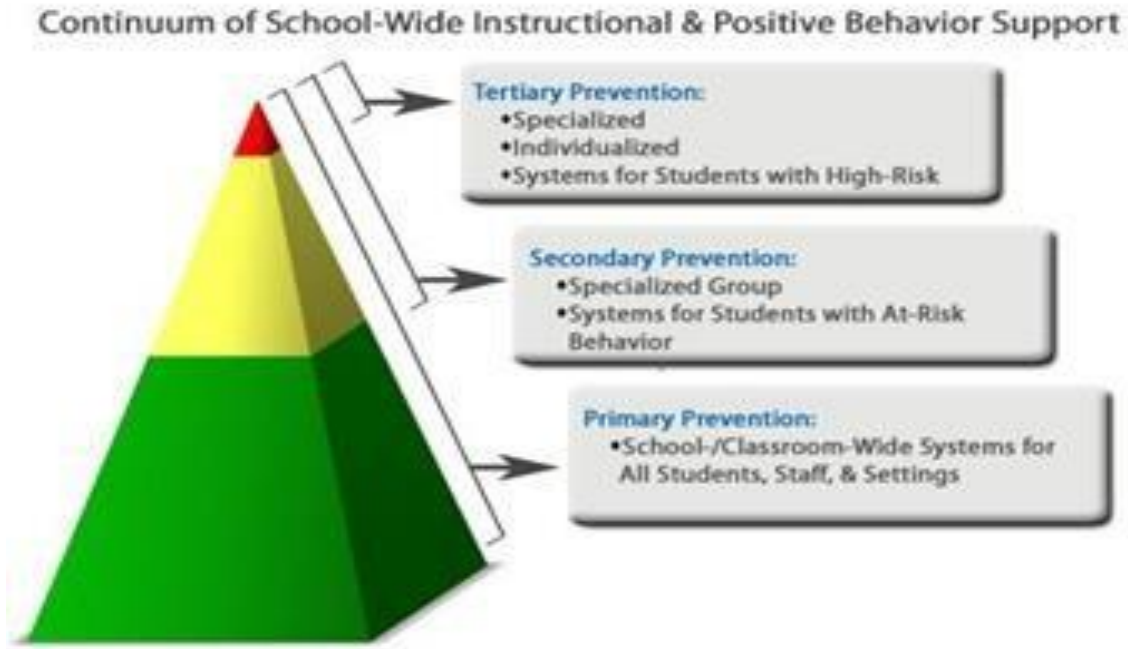 Continuum of School-Wide Instructional & Positive Behavior Support
Tertiary Prevention:
•Specialized
•Individualized
•Systems for Students with High-Risk
Secondary Prevention:
•Specialized Group
•Systems for Students with At-Risk
Behavior
Primary Prevention:
•School-/Classroom-Wide Systems for
All Students, Staff, & Settings